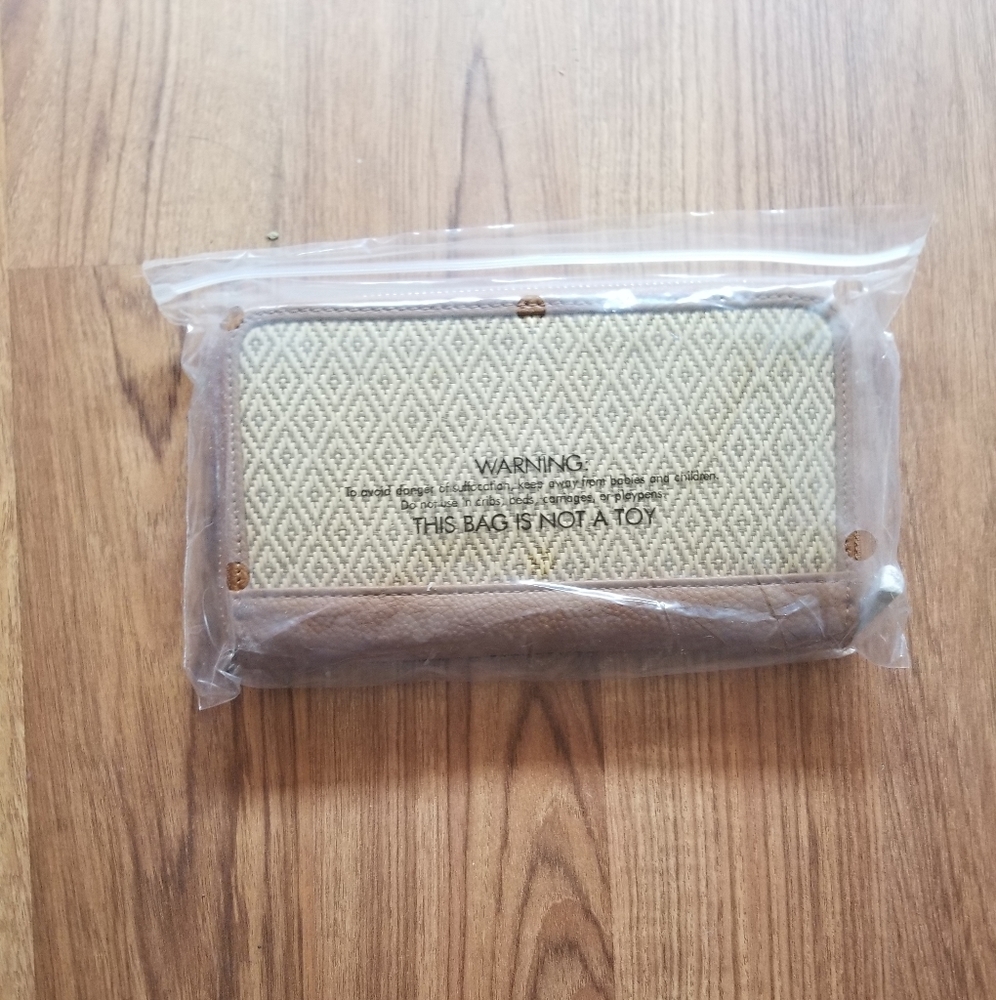 WARNING:
To avoid danger of suffocation, keep away from babies and children.
Do not use in cribs, beds, carriages, or playpens.
THIS BAG IS NOT A TOY